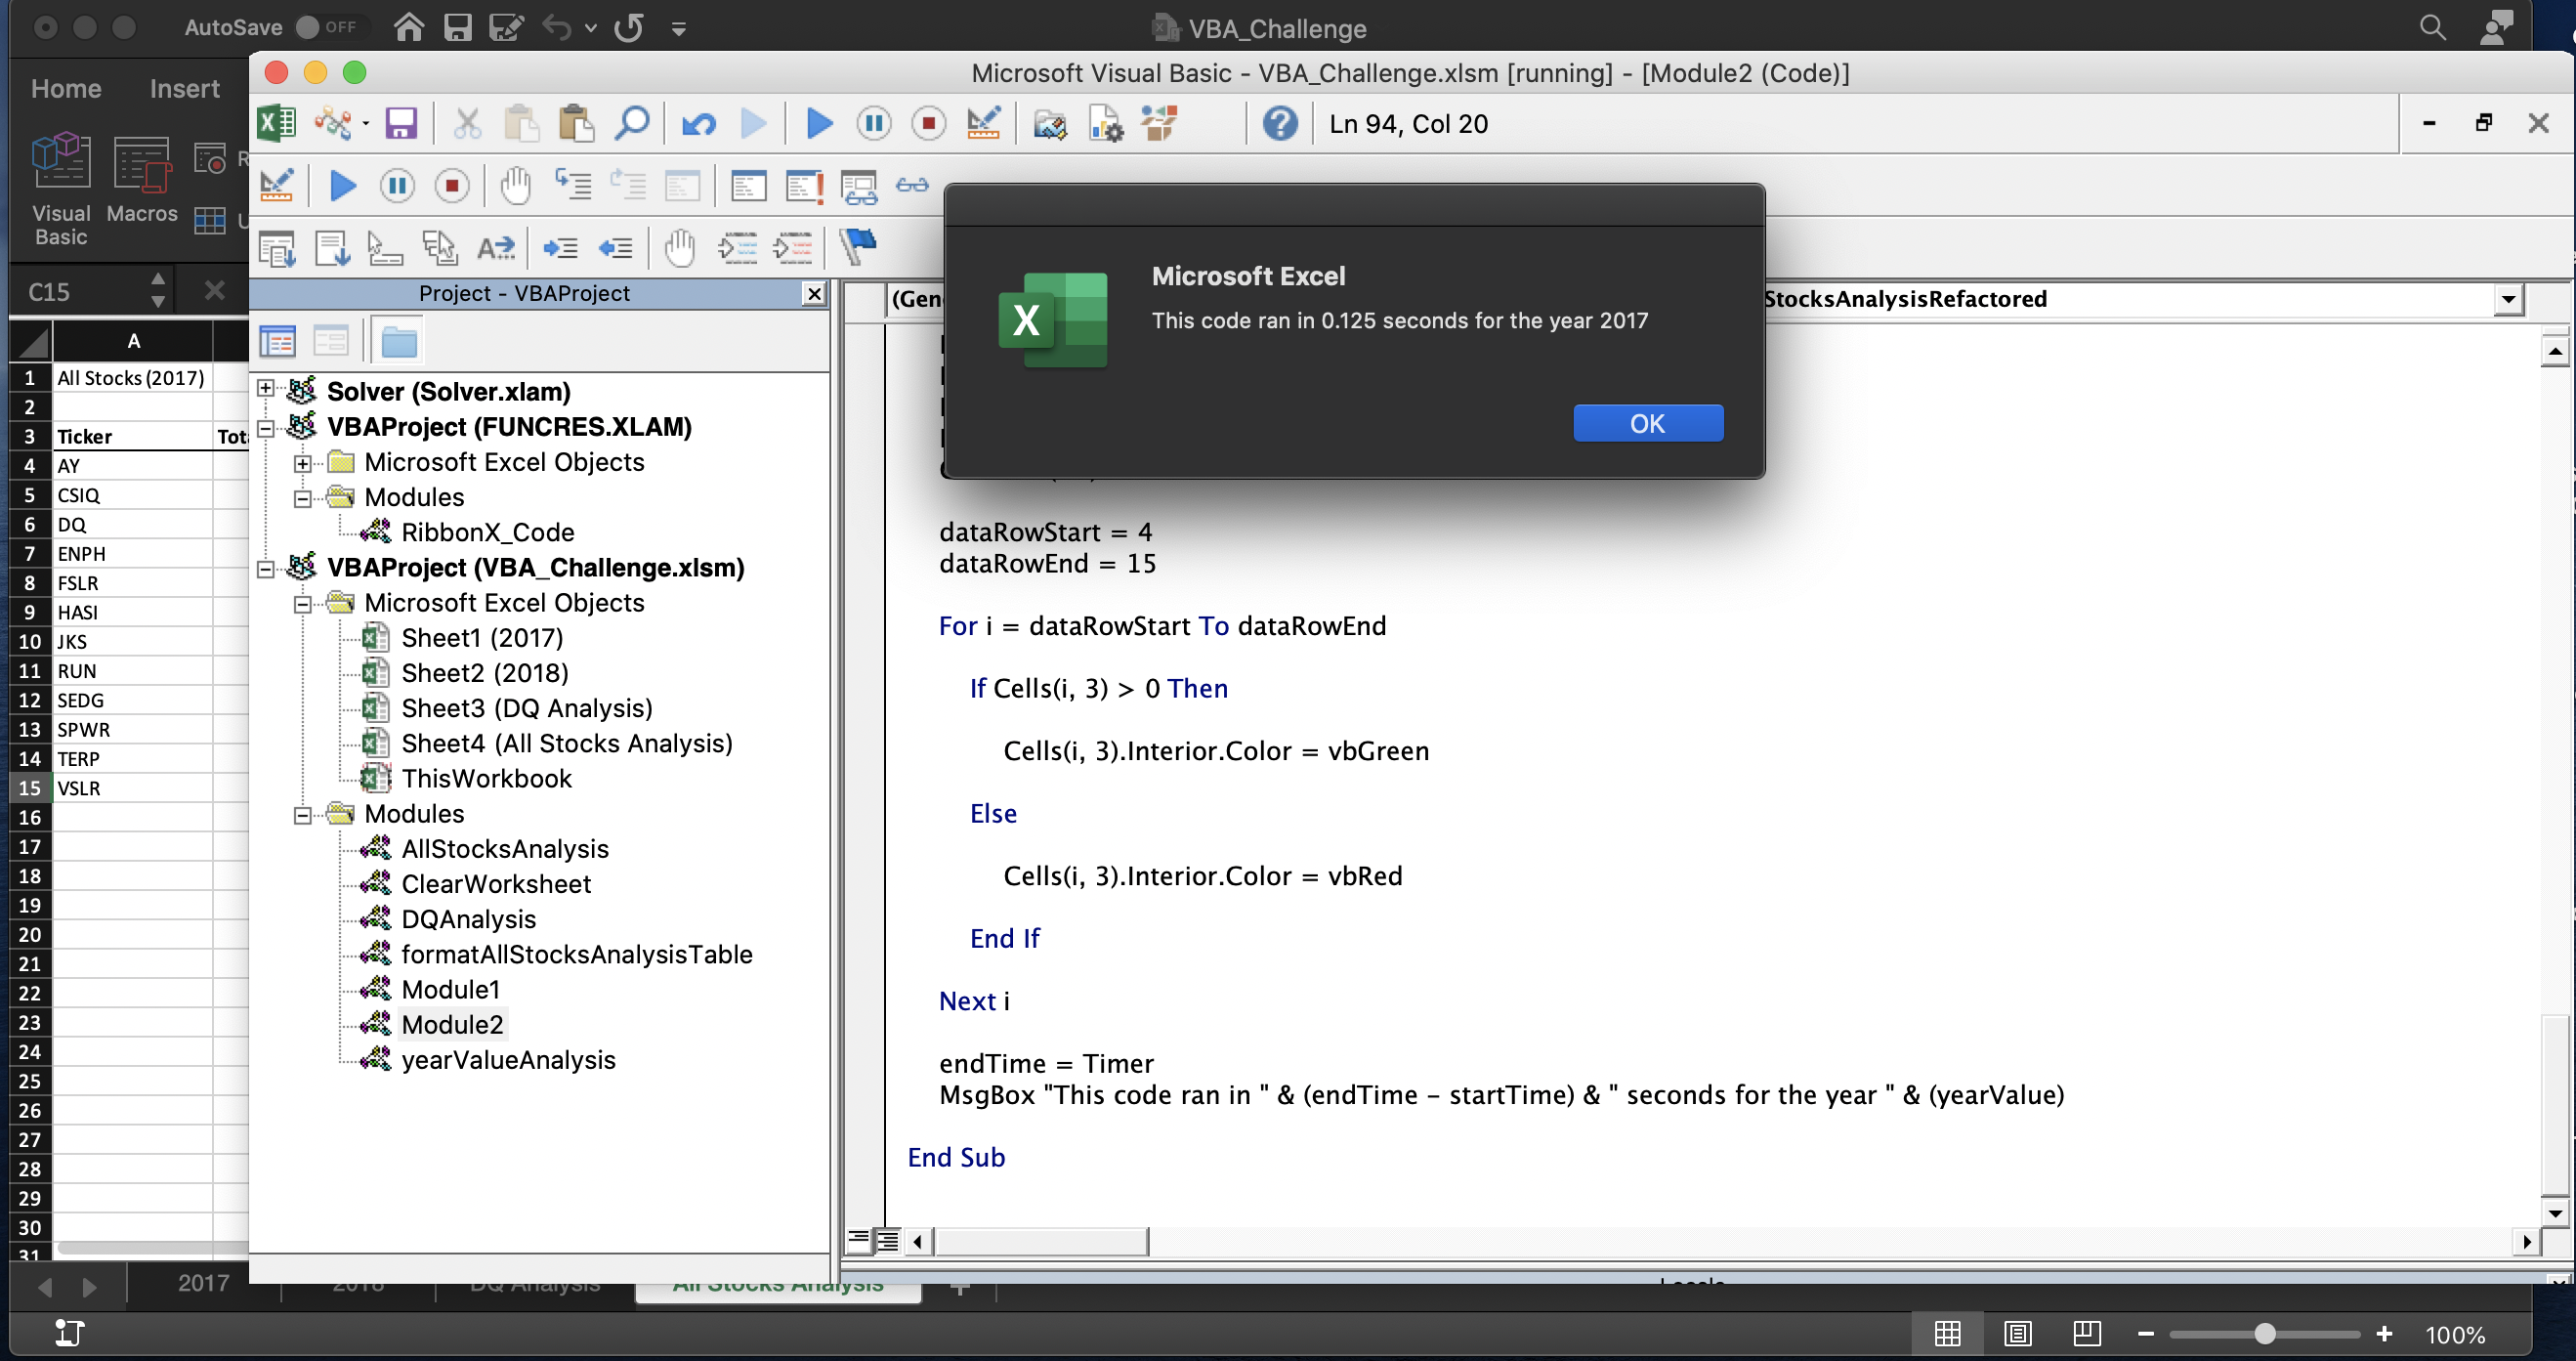 AutoSave OFF
VBA_Challenge
Home Insert
Microsoft Visual Basic - VBA_Challenge.xlsm [running] - [Module2 (Code)]
Ln 94, Col 20
Visual
Basic
Macros
C15
Project - VBAProject
StocksAnalysisRefactored
Microsoft Excel
This code ran in 0.125 seconds for the year 2017
OK
A
1 All Stocks (2017)
2
3 Ticker
4 AY
5 CSIQ
6 DQ
7 ENPH
8 FSLR
9 HASI
10 JKS
11 RUN
12 SEDG
13 SPWR
14 TERP
15 VSLR
16
17
18
19
20
21
22
23
24
25
26
27
28
29
30
31
Solver (Solver.xlam)
VBAProject (FUNCRES.XLAM)
Microsoft Excel Objects
Modules
RibbonX_Code
VBAProject (VBA_Challenge.xlsm)
Microsoft Excel Objects
Sheet1 (2017)
Sheet2 (2018)
Sheet3 (DQ Analysis)
Sheet4 (All Stocks Analysis)
ThisWorkbook
Modules
AllStocksAnalysis
ClearWorksheet
DQAnalysis
formatAllStocksAnalysisTable
Module1
Module2
yearValueAnalysis
dataRowStart = 4
dataRowEnd = 15
For i = dataRowStart To dataRowEnd
If Cells(i, 3) > 0 Then
Cells(i, 3).Interior.Color = vbGreen
Else
Cells(i, 3).Interior.Color = vbRed
End If
Next i
endTime = Timer
MsgBox "This code ran in " & (endTime - startTime) & " seconds for the year " & (yearValue)
End Sub
2017 2018 DQ Analysis All Stocks Analysis
100%